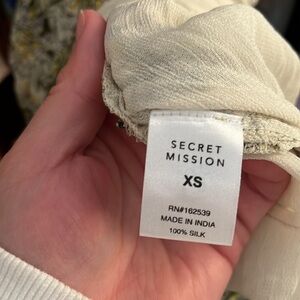 SECRET
MISSION
XS
RN#162539
MADE IN INDIA
100% SILK